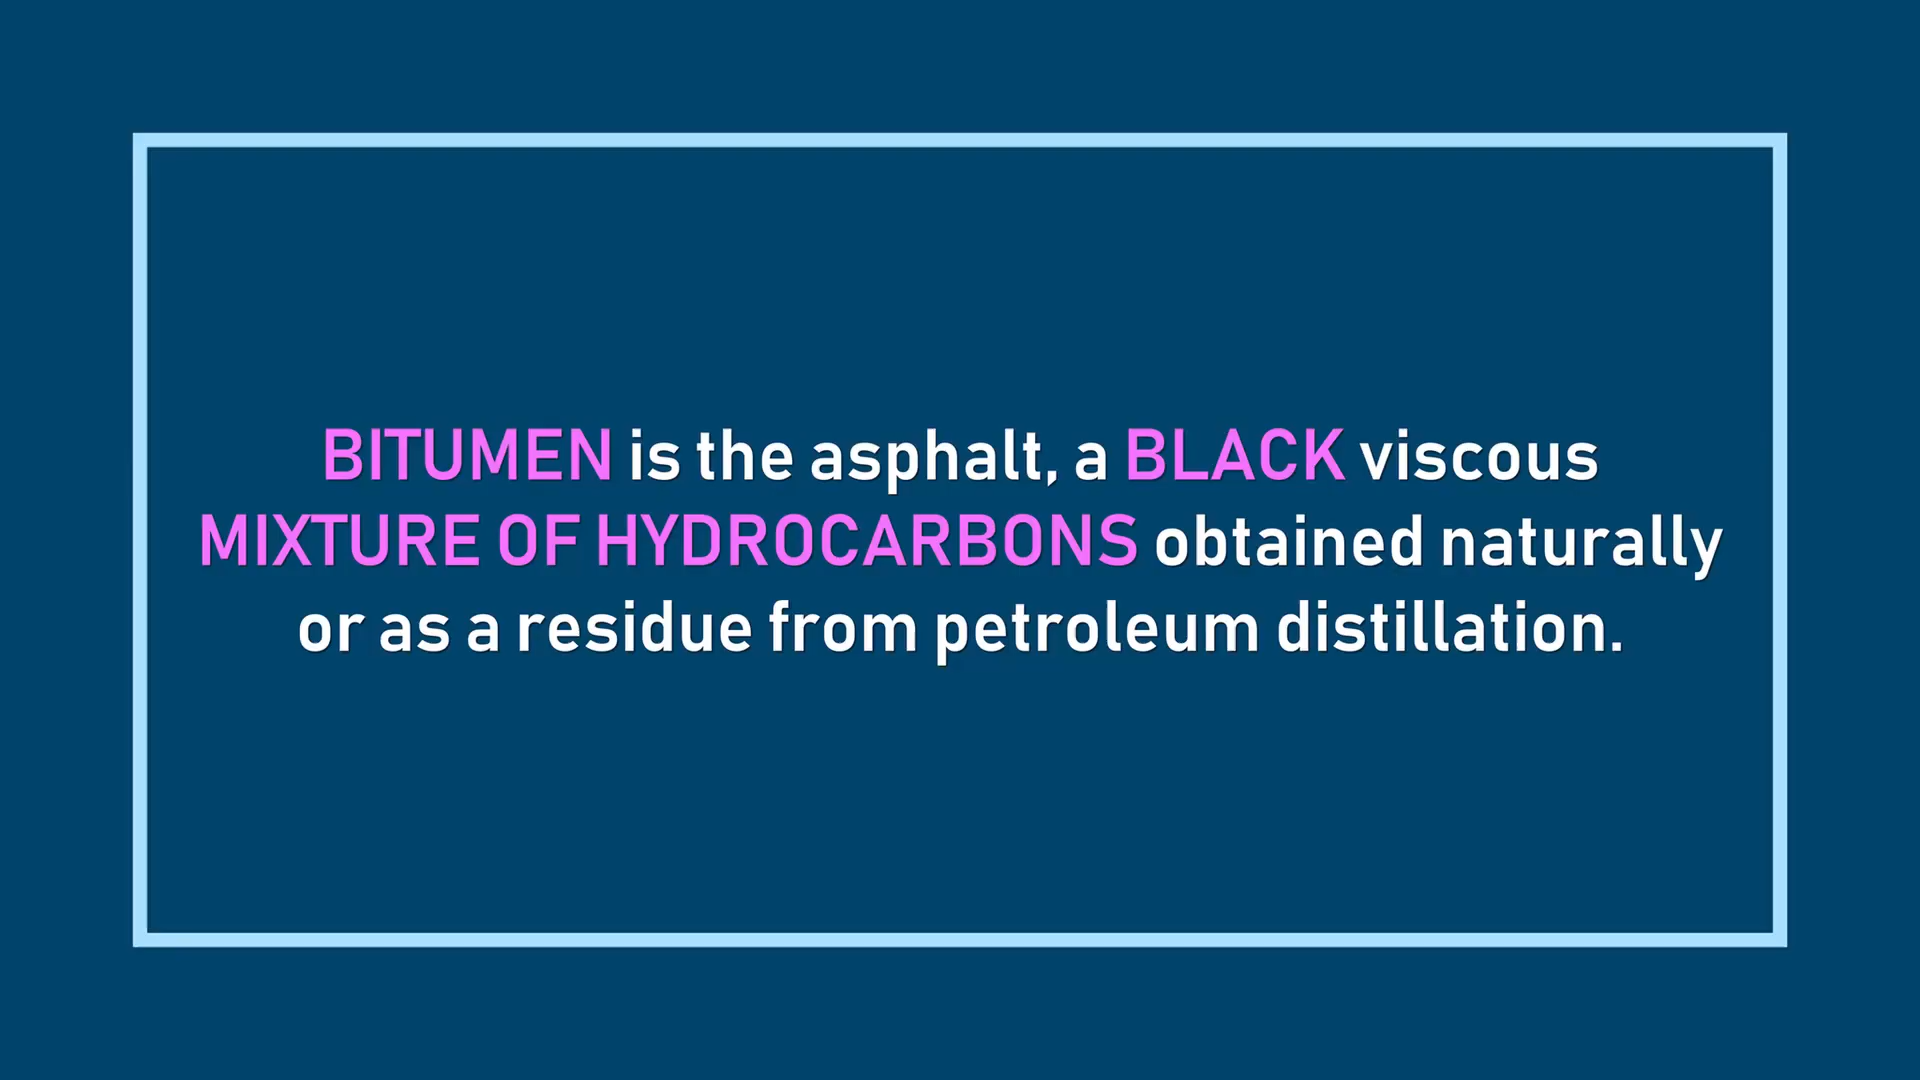 BITUMEN is the asphalt, a BLACK viscous
MIXTURE OF HYDROCARBONS obtained naturally
or as a residue from petroleum distillation.